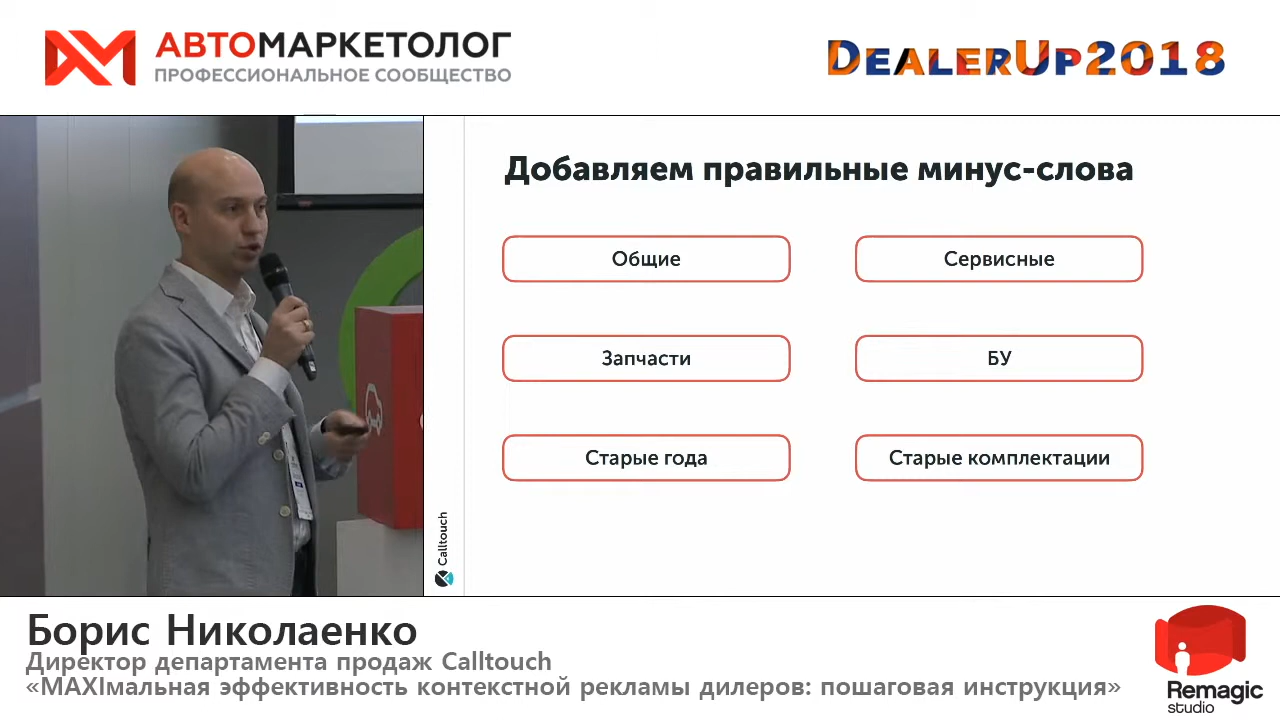 АВТОМАРКЕТОЛОГ
ПРОФЕССИОНАЛЬНОЕ СООБЩЕСТВО
DEALERUP2018
Добавляем правильные минус-слова
Общие
Сервисные
Запчасти
БУ
Старые года
Старые комплектации
Calltouch
Борис Николаенко
Директор департамента продаж Calltouch
«MAXIмальная эффективность контекстной рекламы дилеров: пошаговая инструкция»
Remagic
studio